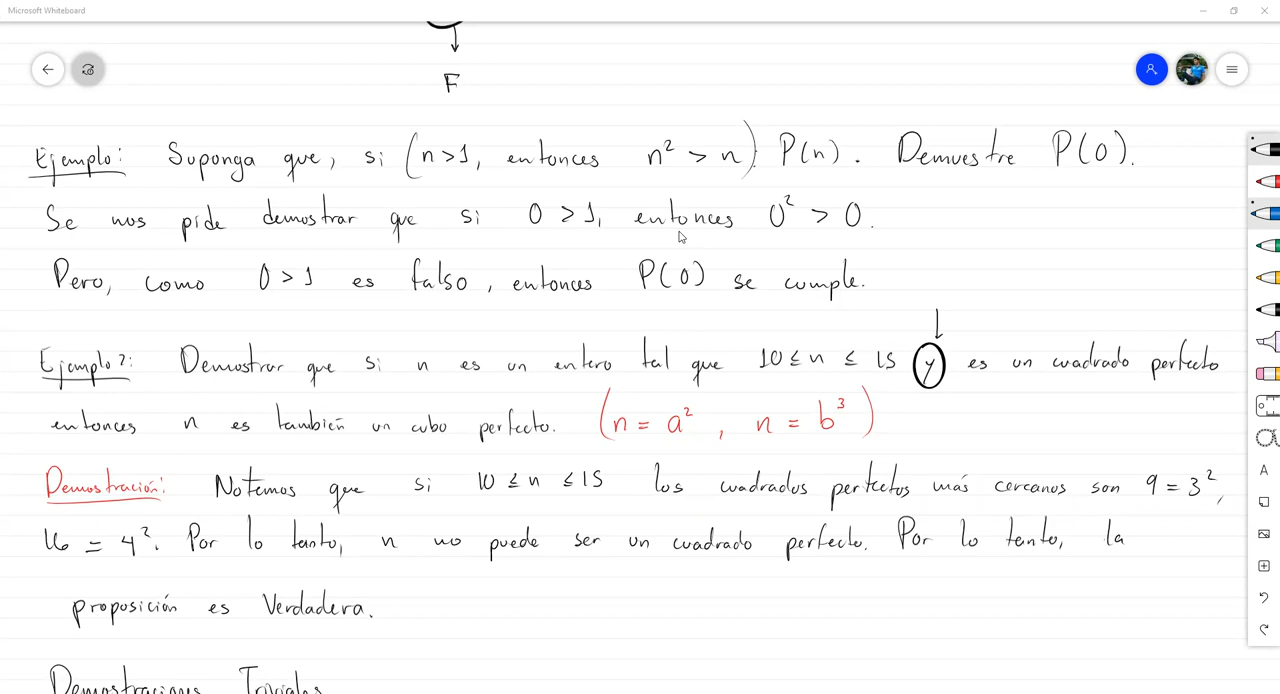 Microsoft Whiteboard
F
Ejemplo: Suponga que, si (n>1, entonces n² > n) P(n). Demuestre P(0).
Se nos pide demostrar que si 0 > 1, entonces 0² > 0.
Pero, como 0 > 1 es falso, entonces P(0) se cumple.
Ejemplo 2: Demostrar que si n es un entero tal que 10 ≤ n ≤ 15 y es un cuadrado perfecto
entonces n es también un cubo perfecto. (n = a², n = b³)
Demostración: Notemos que si 10 ≤ n ≤ 15 los cuadrados perfectos más cercanos son 9 = 3²,
16 = 4². Por lo tanto, n no puede ser un cuadrado perfecto. Por lo tanto, la
proposición es Verdadera.
Demostraciones Triviales
A